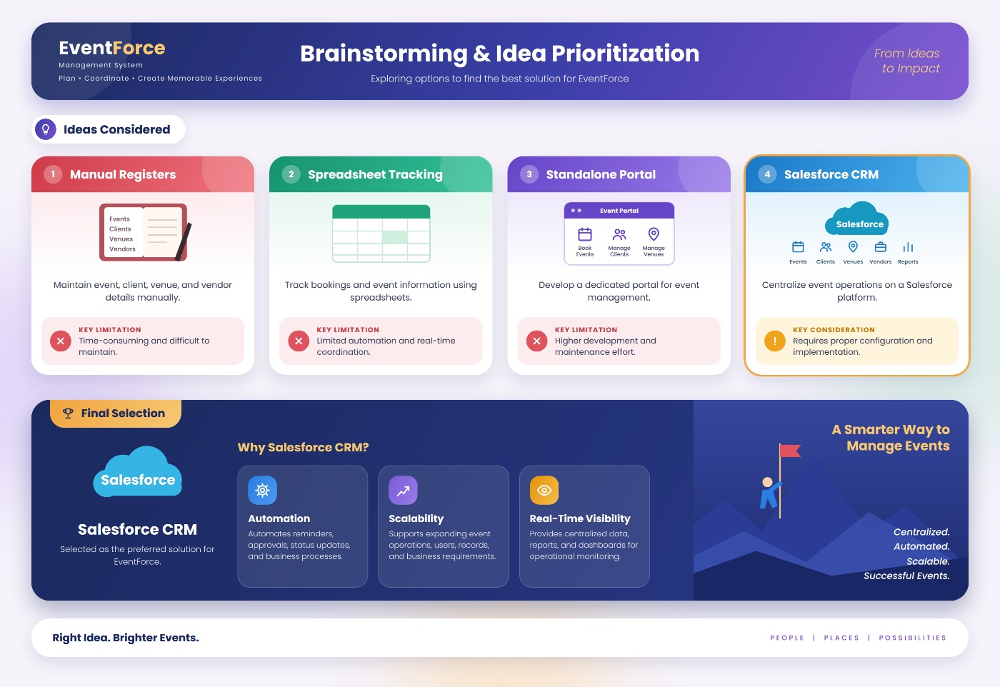 EventForce
Management System
Plan • Coordinate • Create Memorable Experiences
Brainstorming & Idea Prioritization
Exploring options to find the best solution for EventForce
From Ideas
to Impact
Ideas Considered
1 Manual Registers
Events
Clients
Venues
Vendors
Maintain event, client, venue, and vendor
details manually.
KEY LIMITATION
Time-consuming and difficult to
maintain.
2 Spreadsheet Tracking
Track bookings and event information using
spreadsheets.
KEY LIMITATION
Limited automation and real-time
coordination.
3 Standalone Portal
Event Portal
Book
Events
Manage
Clients
Manage
Venues
Develop a dedicated portal for event
management.
KEY LIMITATION
Higher development and
maintenance effort.
4 Salesforce CRM
Salesforce
Events Clients Venues Vendors Reports
Centralize event operations on a Salesforce
platform.
KEY CONSIDERATION
Requires proper configuration and
implementation.
Final Selection
Salesforce
Salesforce CRM
Selected as the preferred solution for
EventForce.
Why Salesforce CRM?
Automation
Automates reminders,
approvals, status updates,
and business processes.
Scalability
Supports expanding event
operations, users, records,
and business requirements.
Real-Time Visibility
Provides centralized data,
reports, and dashboards for
operational monitoring.
A Smarter Way to
Manage Events
Centralized.
Automated.
Scalable.
Successful Events.
Right Idea. Brighter Events.
PEOPLE | PLACES | POSSIBILITIES